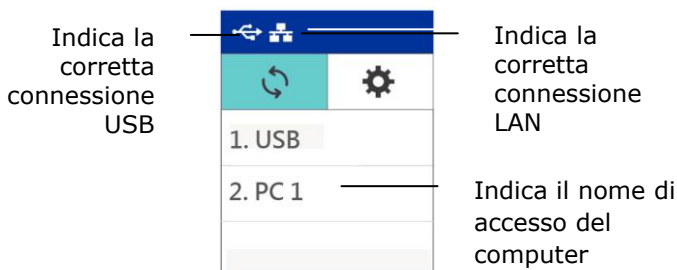 Indica la
corretta
connessione
USB
Indica la
corretta
connessione
LAN
1. USB
2. PC 1
Indica il nome di
accesso del
computer